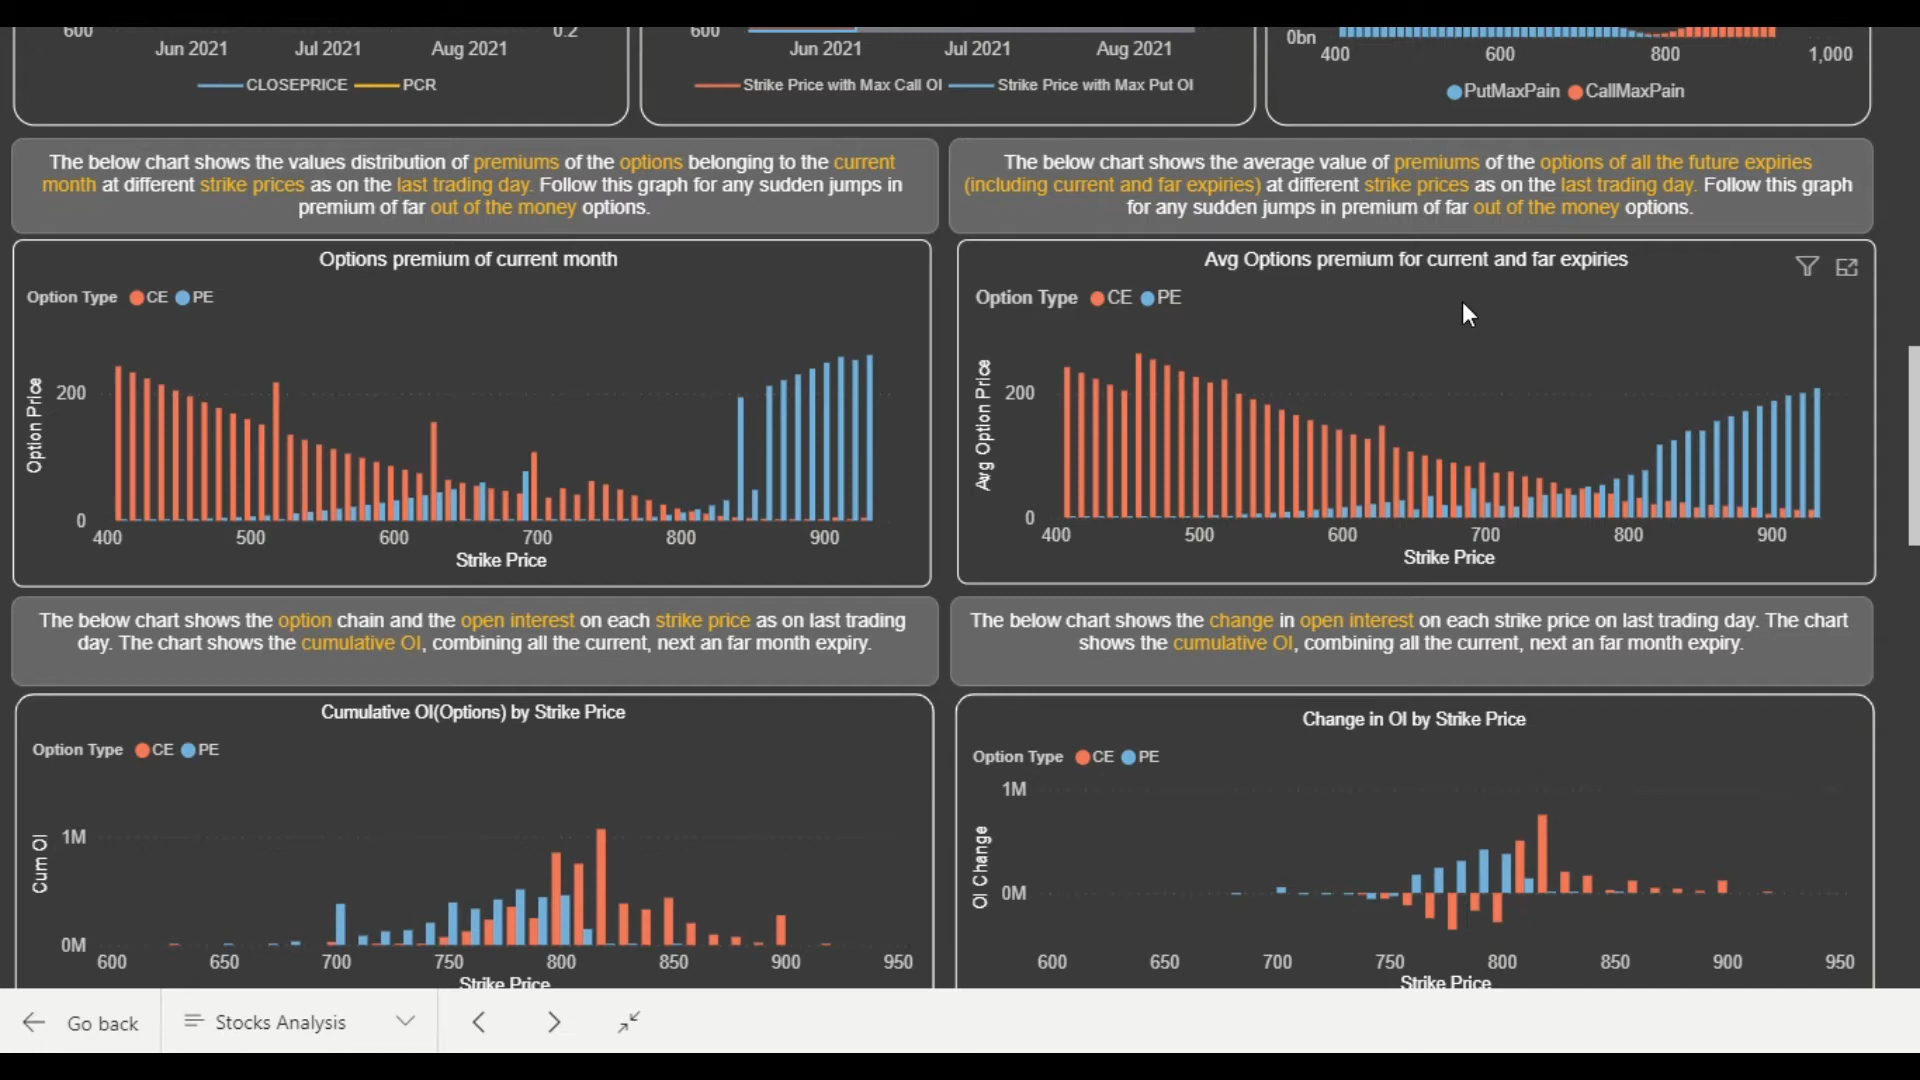 600
Jun 2021 Jul 2021 Aug 2021
0.2
CLOSEPRICE PCR
600
Jun 2021 Jul 2021 Aug 2021
Strike Price with Max Call OI Strike Price with Max Put OI
0bn
400 600 800 1,000
PutMaxPain CallMaxPain
The below chart shows the values distribution of premiums of the options belonging to the current
month at different strike prices as on the last trading day. Follow this graph for any sudden jumps in
premium of far out of the money options.
The below chart shows the average value of premiums of the options of all the future expiries
(including current and far expiries) at different strike prices as on the last trading day. Follow this graph
for any sudden jumps in premium of far out of the money options.
Options premium of current month
Option Type CE PE
Option Price
200
0
400 500 600 700 800 900
Strike Price
Avg Options premium for current and far expiries
Option Type CE PE
Avg Option Price
200
0
400 500 600 700 800 900
Strike Price
The below chart shows the option chain and the open interest on each strike price as on last trading
day. The chart shows the cumulative OI, combining all the current, next an far month expiry.
The below chart shows the change in open interest on each strike price on last trading day. The chart
shows the cumulative OI, combining all the current, next an far month expiry.
Cumulative OI(Options) by Strike Price
Option Type CE PE
Cum OI
1M
0M
600 650 700 750 800 850 900 950
Strike Price
Change in OI by Strike Price
Option Type CE PE
OI Change
1M
0M
600 650 700 750 800 850 900 950
Strike Price
Go back
Stocks Analysis